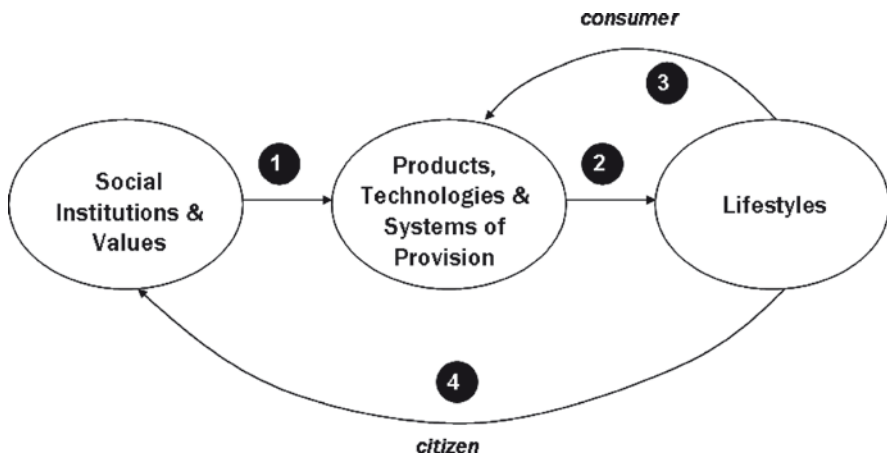 consumer
3
1
2
Social
Institutions &
Values
Products,
Technologies &
Systems of
Provision
Lifestyles
4
citizen